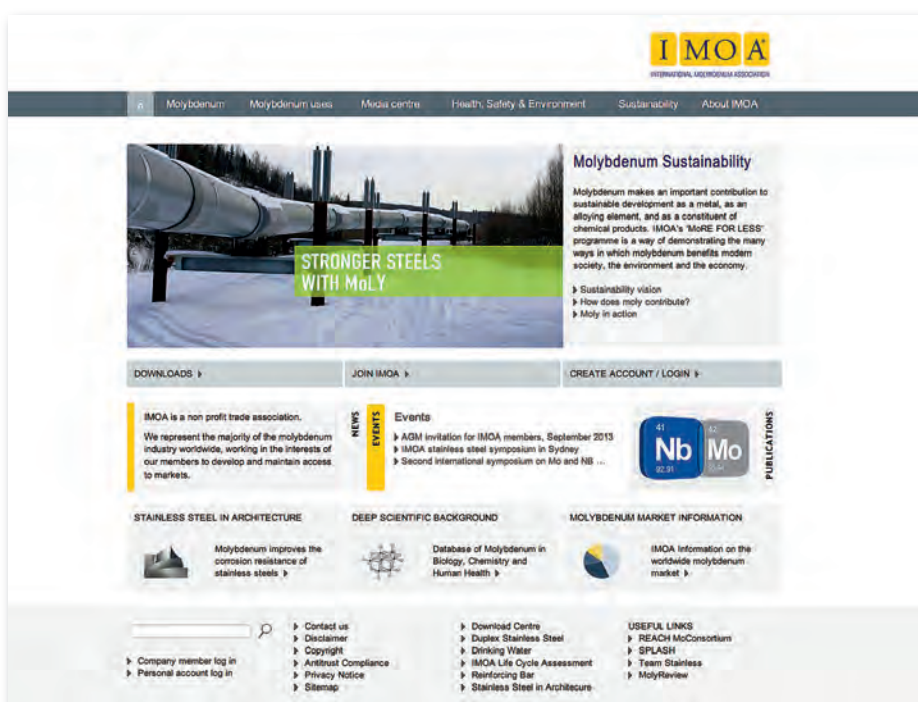 I MOA
INTERNATIONAL MOLYBDENUM ASSOCIATION
Molybdenum
Molybdenum uses
Media centre
Health, Safety & Environment
Sustainability
About IMOA
STRONGER STEELS
WITH MoLY
Molybdenum Sustainability
Molybdenum makes an important contribution to
sustainable development as a metal, as an
alloying element, and as a constituent of
chemical products. IMOA's 'MoRE FOR LESS'
programme is a way of demonstrating the many
ways in which molybdenum benefits modern
society, the environment and the economy.
Sustainability vision
How does moly contribute?
Moly in action
DOWNLOADS
JOIN IMOA
CREATE ACCOUNT / LOGIN
IMOA is a non profit trade association.
We represent the majority of the molybdenum
industry worldwide, working in the interests of
our members to develop and maintain access
to markets.
NEWS
EVENTS
Events
AGM invitation for IMOA members, September 2013
IMOA stainless steel symposium in Sydney
Second international symposium on Mo and NB ...
41
Nb
92.91
42
Mo
PUBLICATIONS
STAINLESS STEEL IN ARCHITECTURE
Molybdenum improves the
corrosion resistance of
stainless steels
DEEP SCIENTIFIC BACKGROUND
Database of Molybdenum in
Biology, Chemistry and
Human Health
MOLYBDENUM MARKET INFORMATION
IMOA Information on the
worldwide molybdenum
market
Company member log in
Personal account log in
Contact us
Disclaimer
Copyright
Antitrust Compliance
Privacy Notice
Sitemap
Download Centre
Duplex Stainless Steel
Drinking Water
IMOA Life Cycle Assessment
Reinforcing Bar
Stainless Steel in Architecure
USEFUL LINKS
REACH MoConsortium
SPLASH
Team Stainless
MolyReview